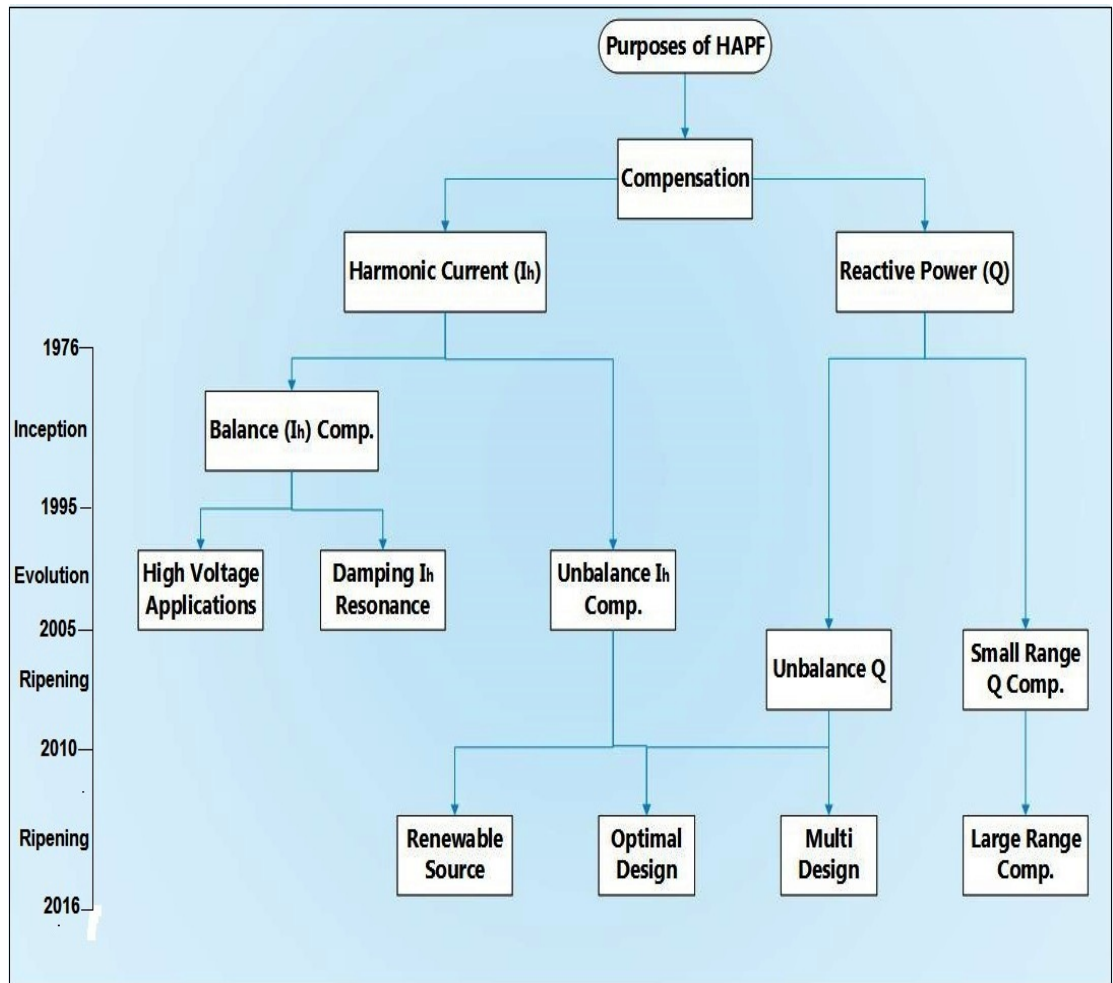 Purposes of HAPF
Compensation
Harmonic Current (Ih)
Reactive Power (Q)
1976
Inception
Balance (Ih) Comp.
1995
Evolution
High Voltage
Applications
Damping Ih
Resonance
Unbalance Ih
Comp.
2005
Ripening
Unbalance Q
Small Range
Q Comp.
2010
Ripening
Renewable
Source
Optimal
Design
Multi
Design
Large Range
Comp.
2016